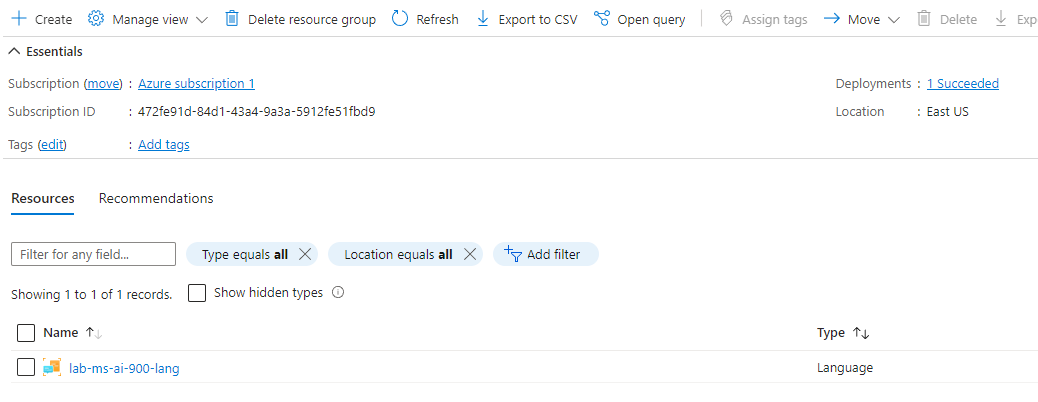 Create Manage view Delete resource group Refresh Export to CSV Open query Assign tags Move Delete
Essentials
Subscription (move) : Azure subscription 1 Deployments : 1 Succeeded
Subscription ID : 472fe91d-84d1-43a4-9a3a-5912fe51fbd9 Location : East US
Tags (edit) : Add tags
Resources Recommendations
Filter for any field... Type equals all Location equals all Add filter
Showing 1 to 1 of 1 records. Show hidden types
Name Type
lab-ms-ai-900-lang Language